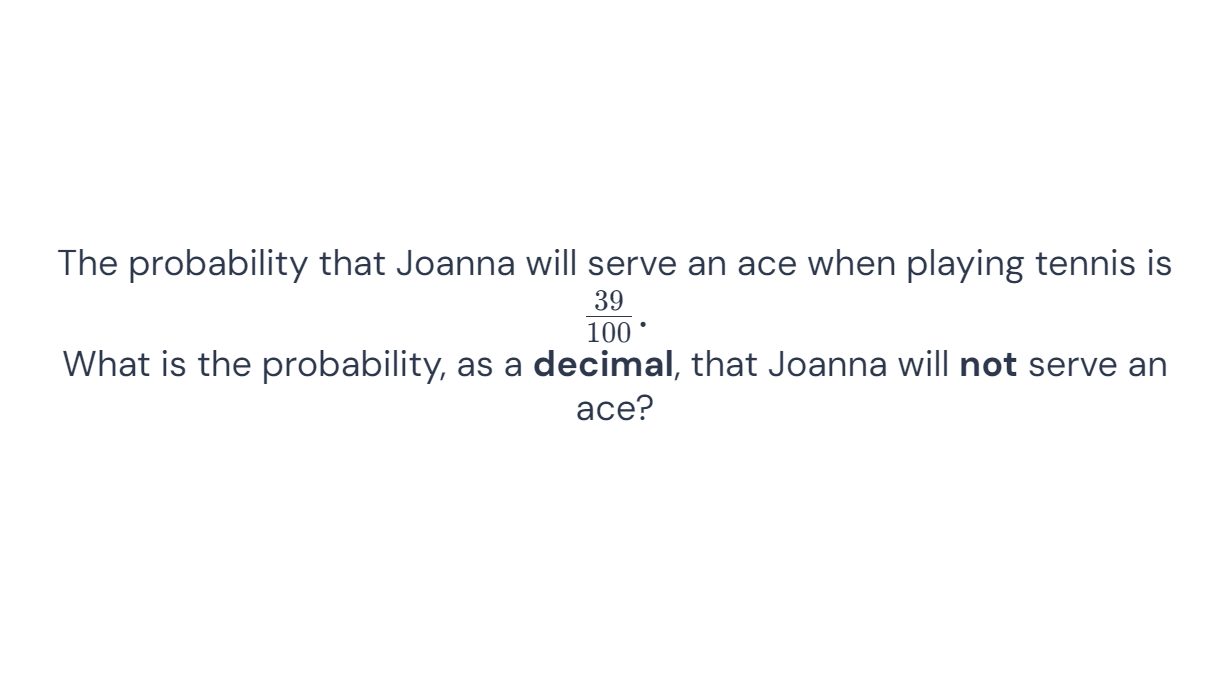 The probability that Joanna will serve an ace when playing tennis is
\frac{39}{100}.
What is the probability, as a decimal, that Joanna will not serve an
ace?